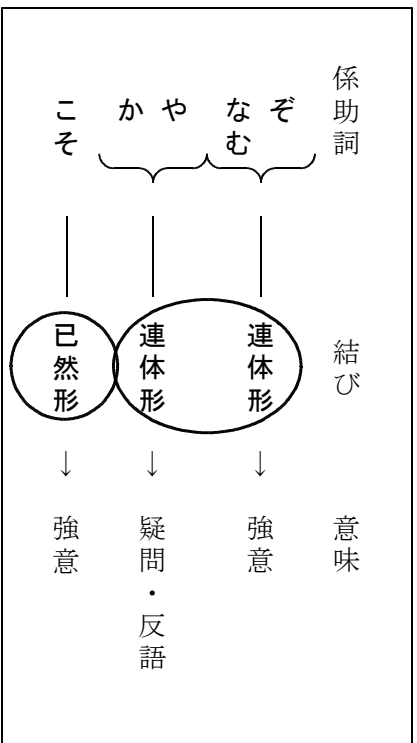 係助詞
結び
意味
ぞ
なむ
連体形
↓
強意
や
か
連体形
↓
疑問・反語
こそ
已然形
↓
強意